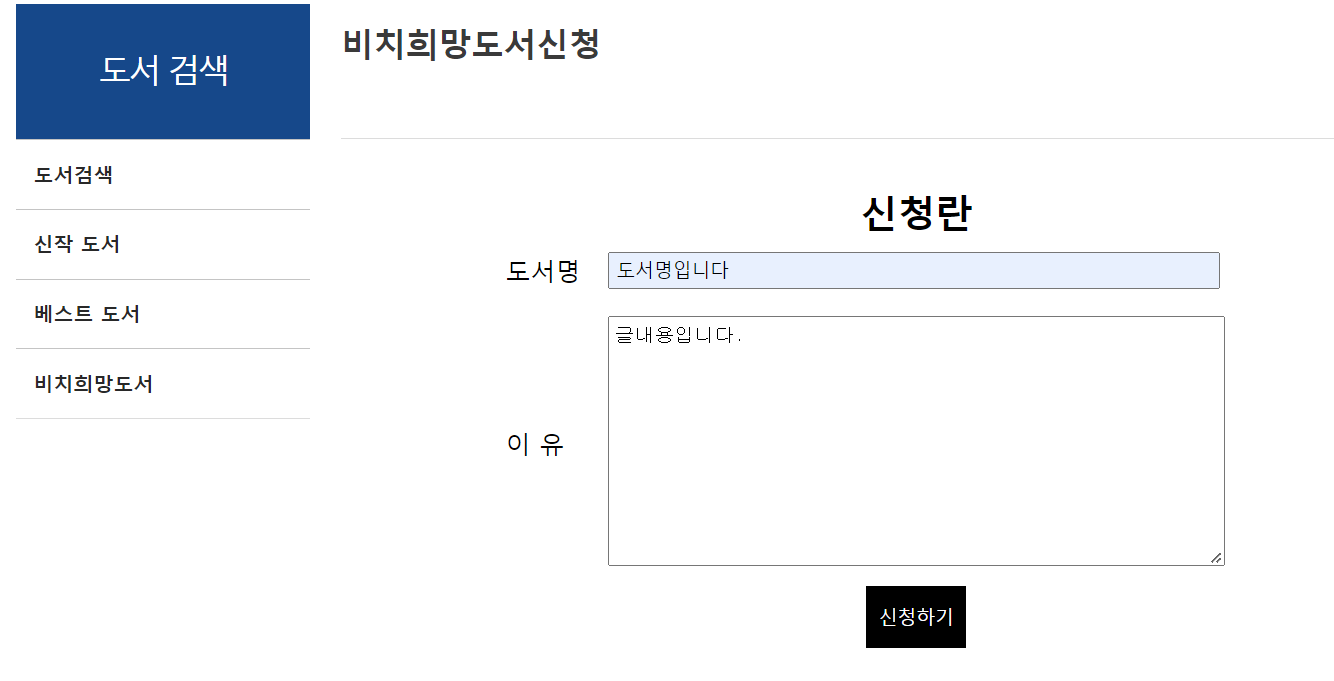 도서 검색
도서검색
신작 도서
베스트 도서
비치희망도서
비치희망도서신청
신청란
도서명 도서명입니다
이 유 글내용입니다.
신청하기